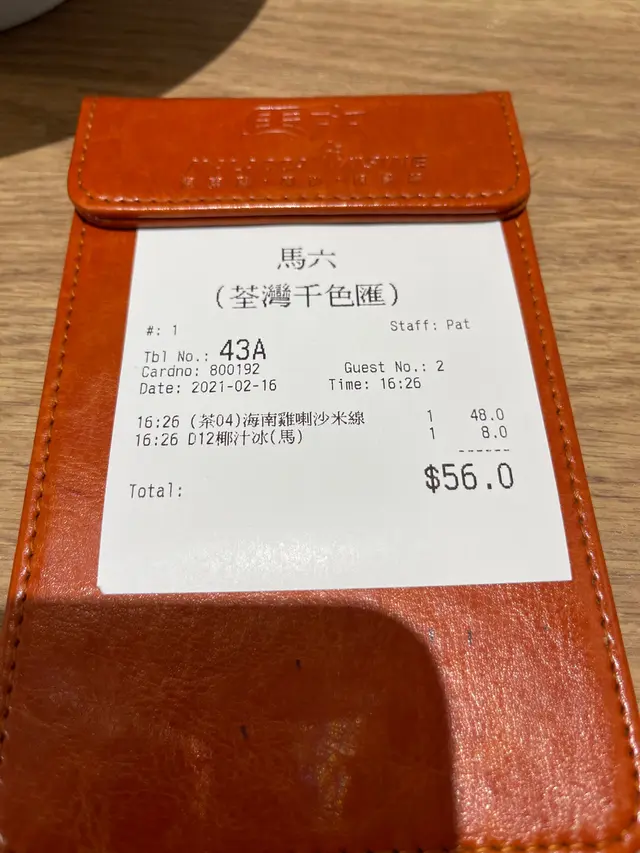 馬六
(荃灣千色匯)
#: 1 Staff: Pat
Tbl No.: 43A
Cardno: 800192 Guest No.: 2
Date: 2021-02-16 Time: 16:26
16:26 (茶04)海南雞喇沙米線 1 48.0
16:26 D12椰汁冰(馬) 1 8.0
------
Total: $56.0